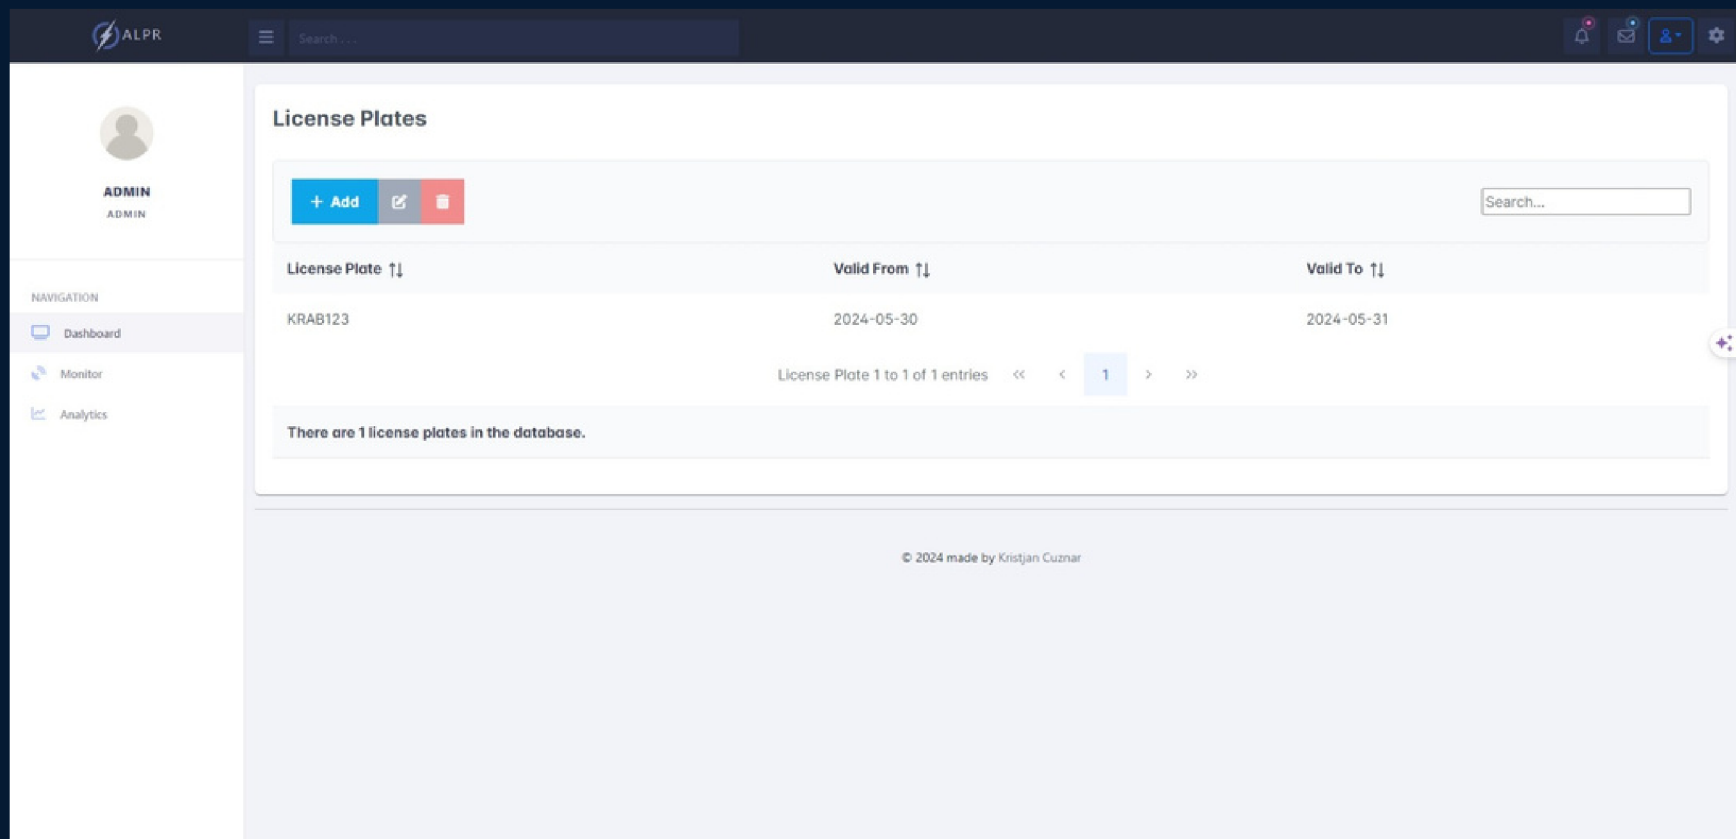 ALPR
Search ...
ADMIN
ADMIN
NAVIGATION
Dashboard
Monitor
Analytics
License Plates
+ Add
Search...
License Plate
Valid From
Valid To
KRAB123
2024-05-30
2024-05-31
License Plate 1 to 1 of 1 entries
<< < 1 > >>
There are 1 license plates in the database.
© 2024 made by Kristjan Cuznar